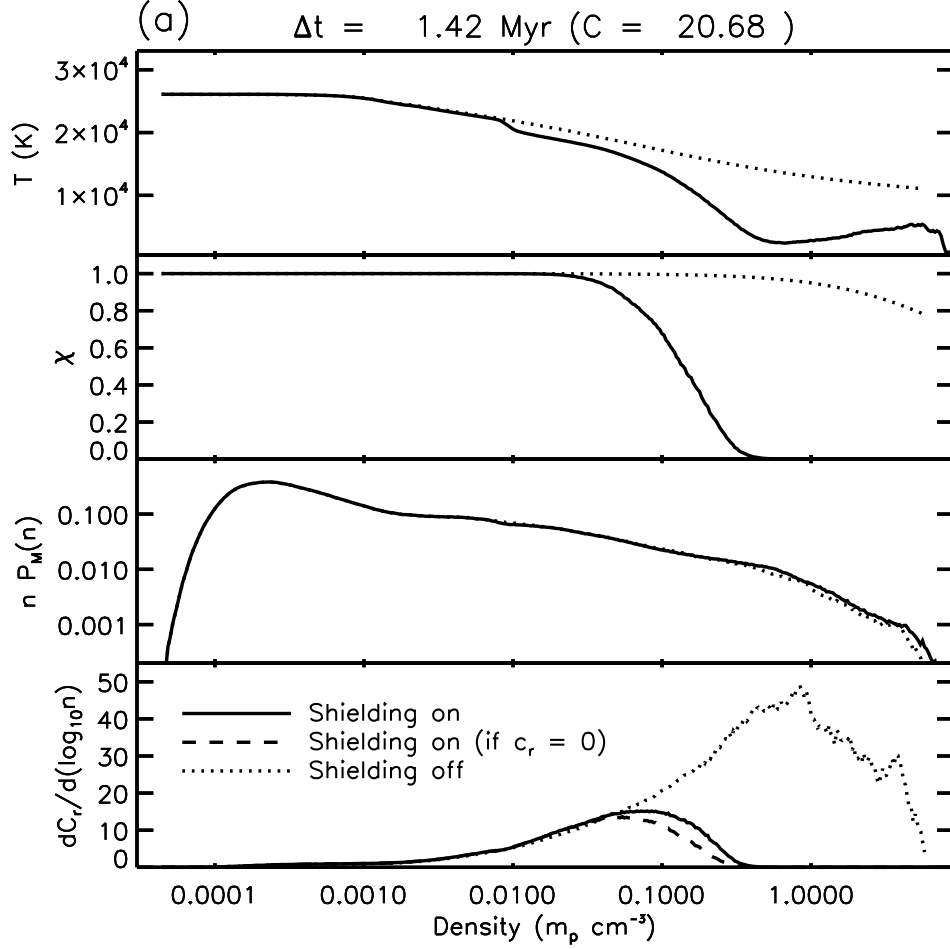 (a) Δt = 1.42 Myr (C = 20.68 )
T (K)
3×10⁴
2×10⁴
1×10⁴
χ
1.0
0.8
0.6
0.4
0.2
0.0
n P_M(n)
0.100
0.010
0.001
dC_r/d(log₁₀n)
50
40
30
20
10
0
Shielding on
Shielding on (if c_r = 0)
Shielding off
0.0001 0.0010 0.0100 0.1000 1.0000
Density (m_p cm⁻³)